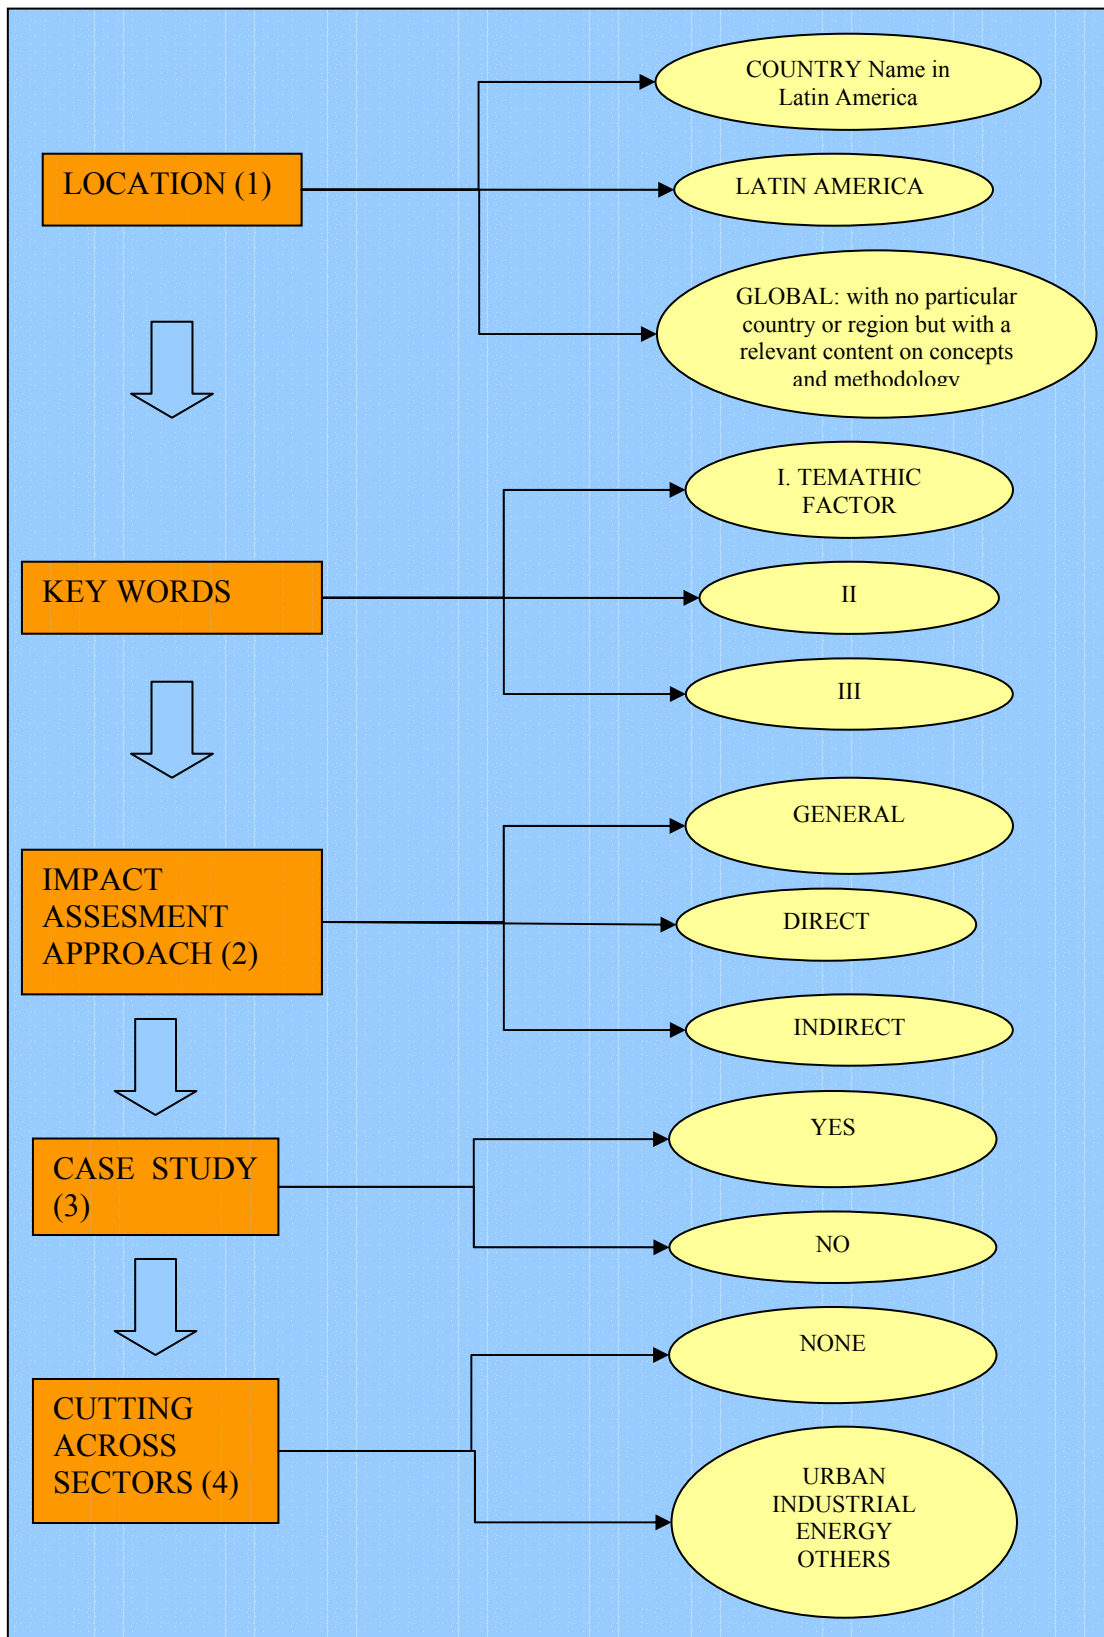 LOCATION (1)
COUNTRY Name in
Latin America
LATIN AMERICA
GLOBAL: with no particular
country or region but with a
relevant content on concepts
and methodology
KEY WORDS
I. TEMATHIC
FACTOR
II
III
IMPACT
ASSESMENT
APPROACH (2)
GENERAL
DIRECT
INDIRECT
CASE STUDY
(3)
YES
NO
CUTTING
ACROSS
SECTORS (4)
NONE
URBAN
INDUSTRIAL
ENERGY
OTHERS